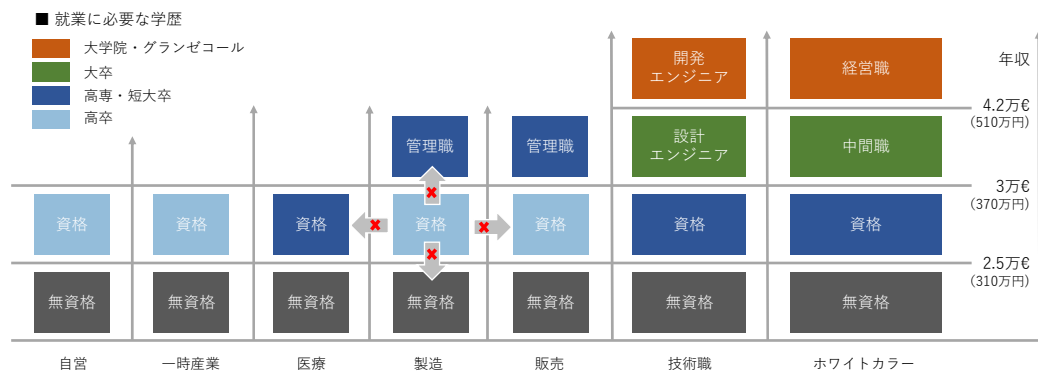 ■ 就業に必要な学歴
大学院・グランゼコール
大卒
高専・短大卒
高卒
年収
開発
エンジニア
経営職
4.2万€
(510万円)
管理職
管理職
設計
エンジニア
中間職
3万€
(370万円)
資格
資格
資格
資格
資格
資格
資格
2.5万€
(310万円)
無資格
無資格
無資格
無資格
無資格
無資格
無資格
自営
一時産業
医療
製造
販売
技術職
ホワイトカラー